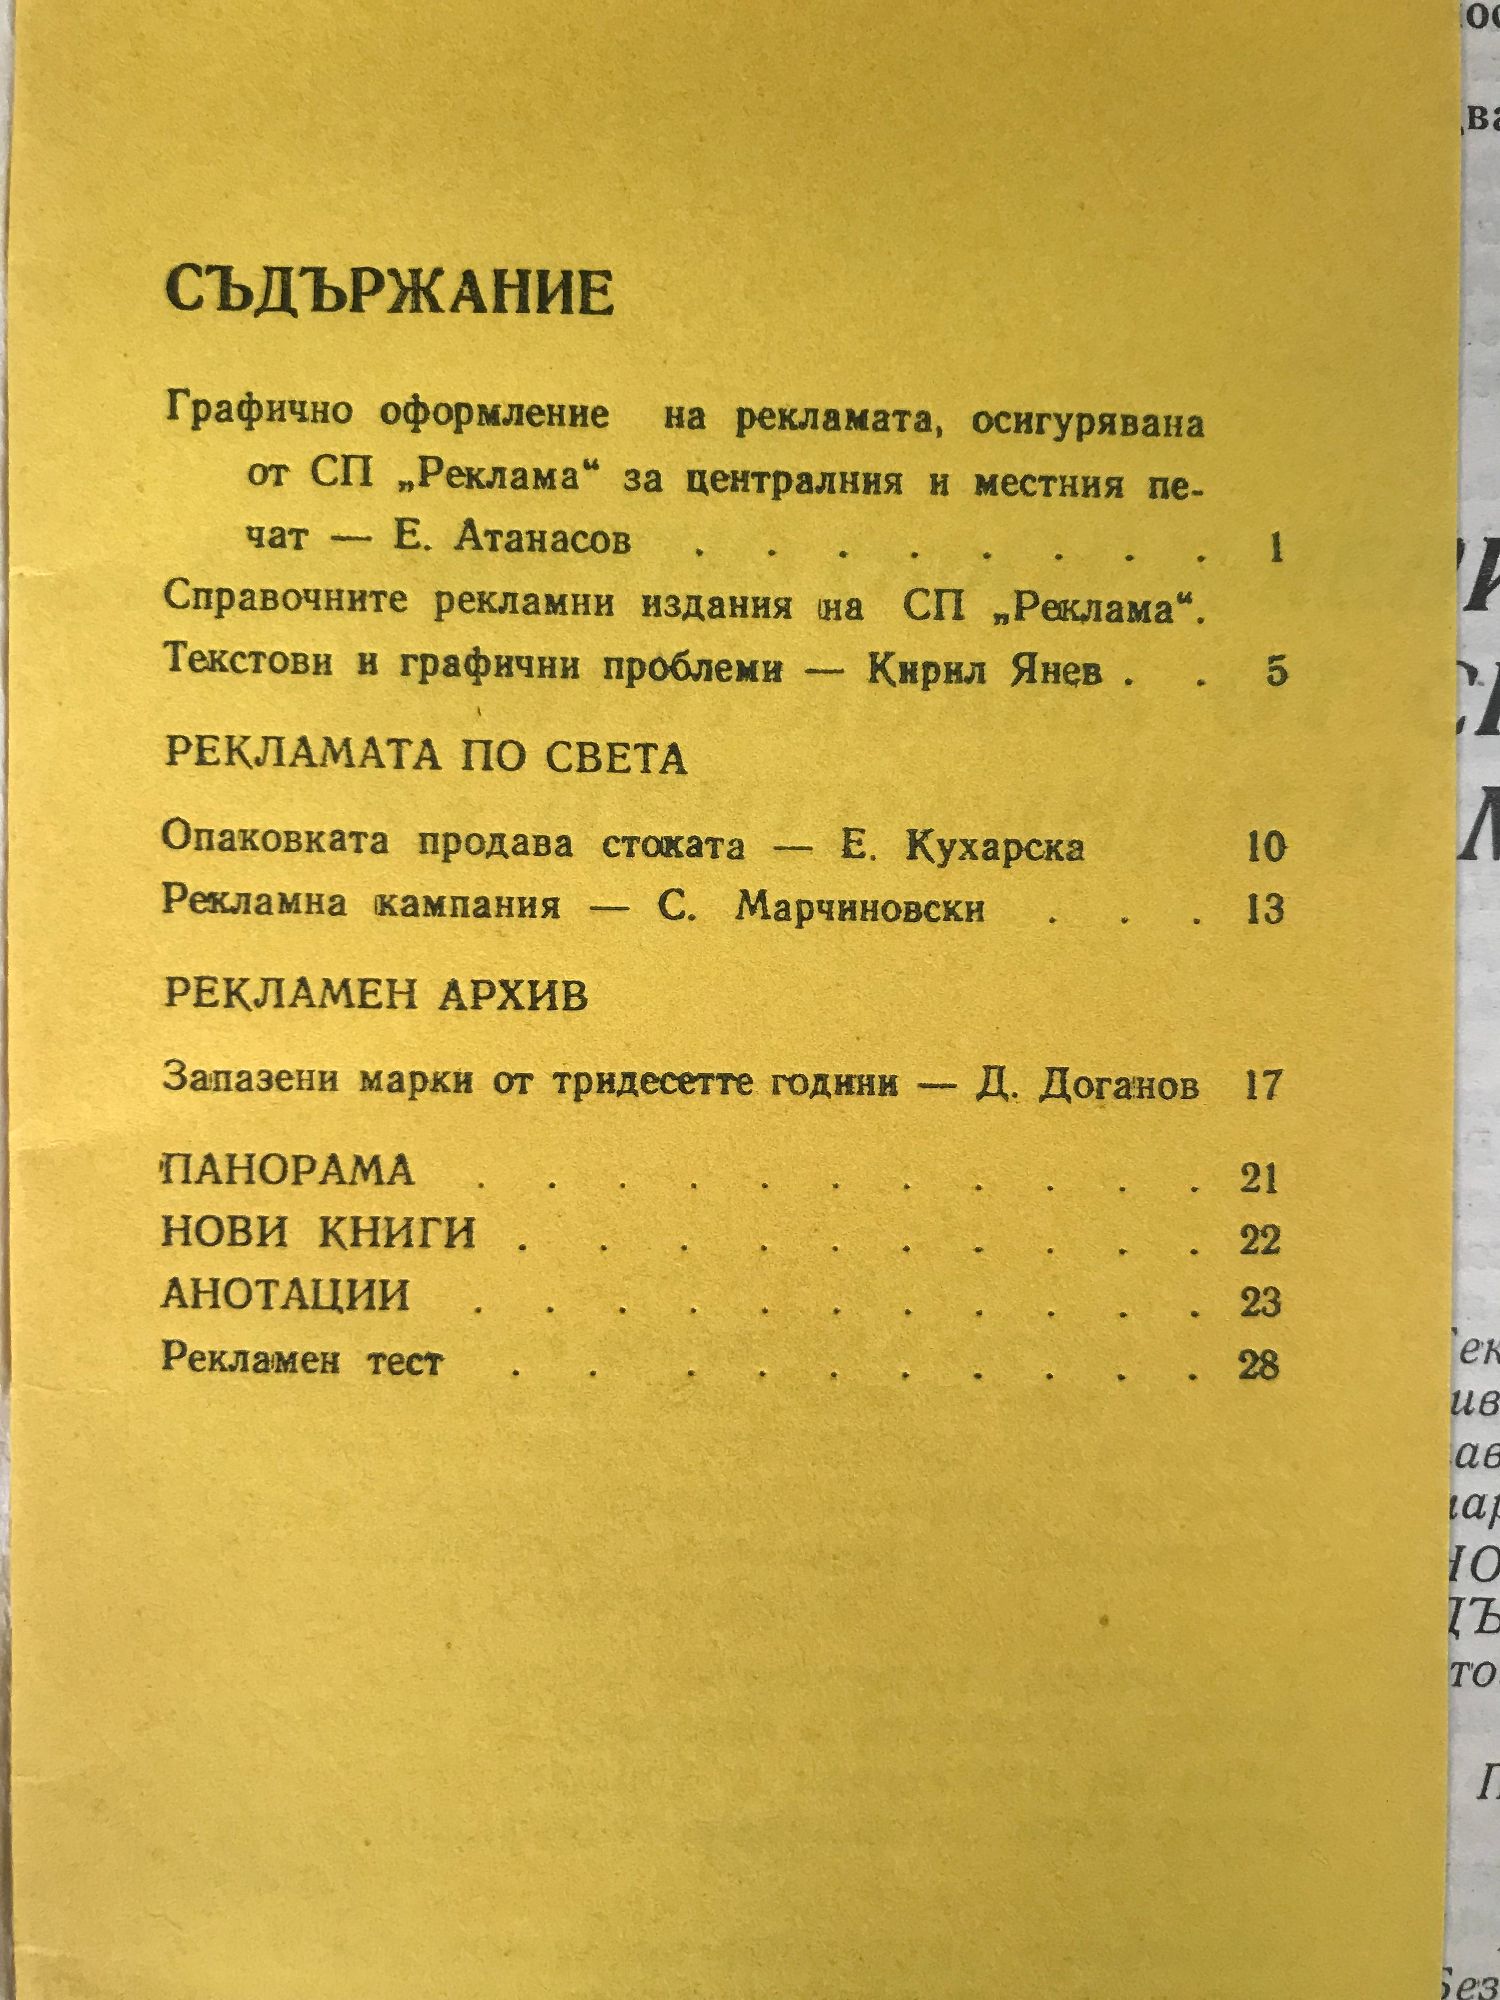 СЪДЪРЖАНИЕ
Графично оформление на рекламата, осигурявана
от СП „Реклама“ за централния и местния пе-
чат — Е. Атанасов . . . . . . . . 1
Справочните рекламни издания на СП „Реклама“.
Текстови и графични проблеми — Кирил Янев . . 5
РЕКЛАМАТА ПО СВЕТА
Опаковката продава стоката — Е. Кухарска 10
Рекламна кампания — С. Марчиновски . . . 13
РЕКЛАМЕН АРХИВ
Запазени марки от тридесетте години — Д. Доганов 17
ПАНОРАМА . . . . . . . . . . . 21
НОВИ КНИГИ . . . . . . . . . . 22
АНОТАЦИИ . . . . . . . . . . . 23
Рекламен тест . . . . . . . . . . 28